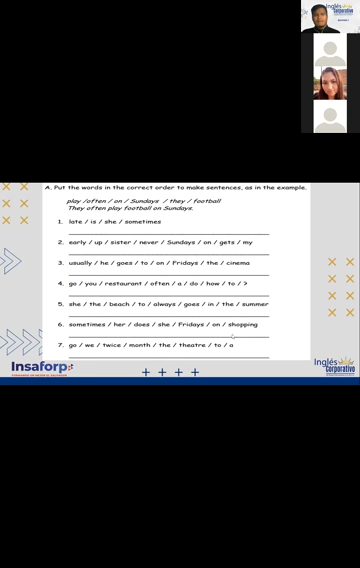 Inglés
Corporativo
A. Put the words in the correct order to make sentences, as in the example.
play /often / on / Sundays / they / football
They often play football on Sundays.
1. late / is / she / sometimes
2. early / up / sister / never / Sundays / on / gets / my
3. usually / he / goes / to / on / Fridays / the / cinema
4. go / you / restaurant / often / a / do / how / to / ?
5. she / the / beach / to / always / goes / in / the / summer
6. sometimes / her / does / she / Fridays / on / shopping
7. go / we / twice / month / the / theatre / to / a
Insaforp
Inglés
Corporativo